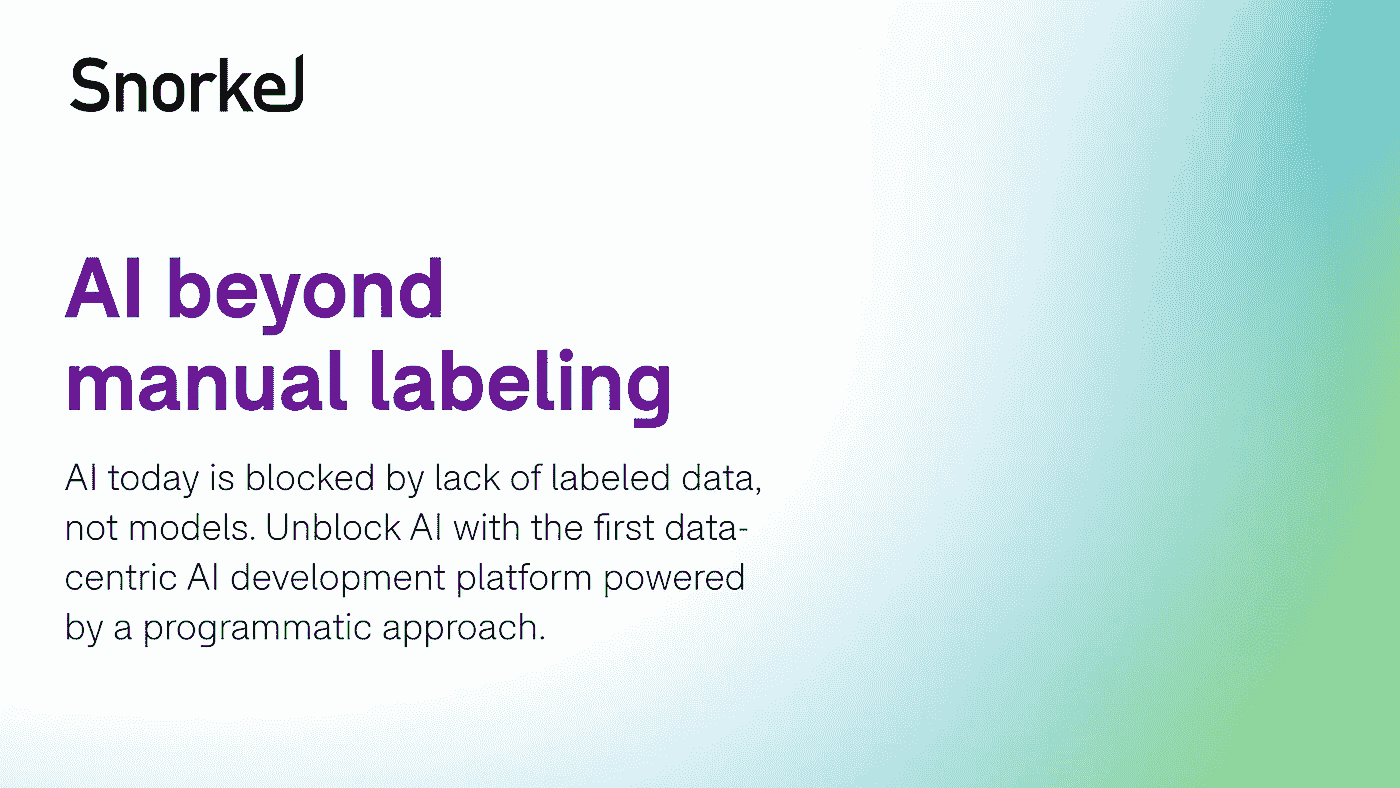 Snorkel
AI beyond
manual labeling
AI today is blocked by lack of labeled data,
not models. Unblock AI with the first data-
centric AI development platform powered
by a programmatic approach.